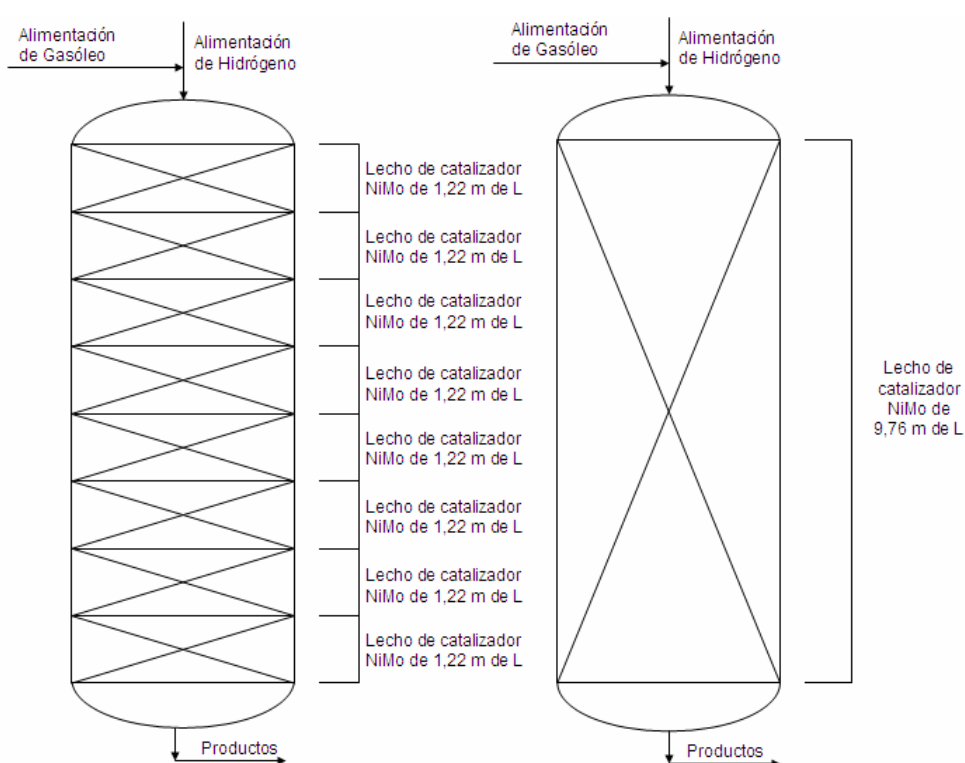 Alimentación
de Gasóleo
Alimentación
de Hidrógeno
Lecho de catalizador
NiMo de 1,22 m de L
Lecho de catalizador
NiMo de 1,22 m de L
Lecho de catalizador
NiMo de 1,22 m de L
Lecho de catalizador
NiMo de 1,22 m de L
Lecho de catalizador
NiMo de 1,22 m de L
Lecho de catalizador
NiMo de 1,22 m de L
Lecho de catalizador
NiMo de 1,22 m de L
Lecho de catalizador
NiMo de 1,22 m de L
Productos
Alimentación
de Gasóleo
Alimentación
de Hidrógeno
Lecho de
catalizador
NiMo de
9,76 m de L
Productos